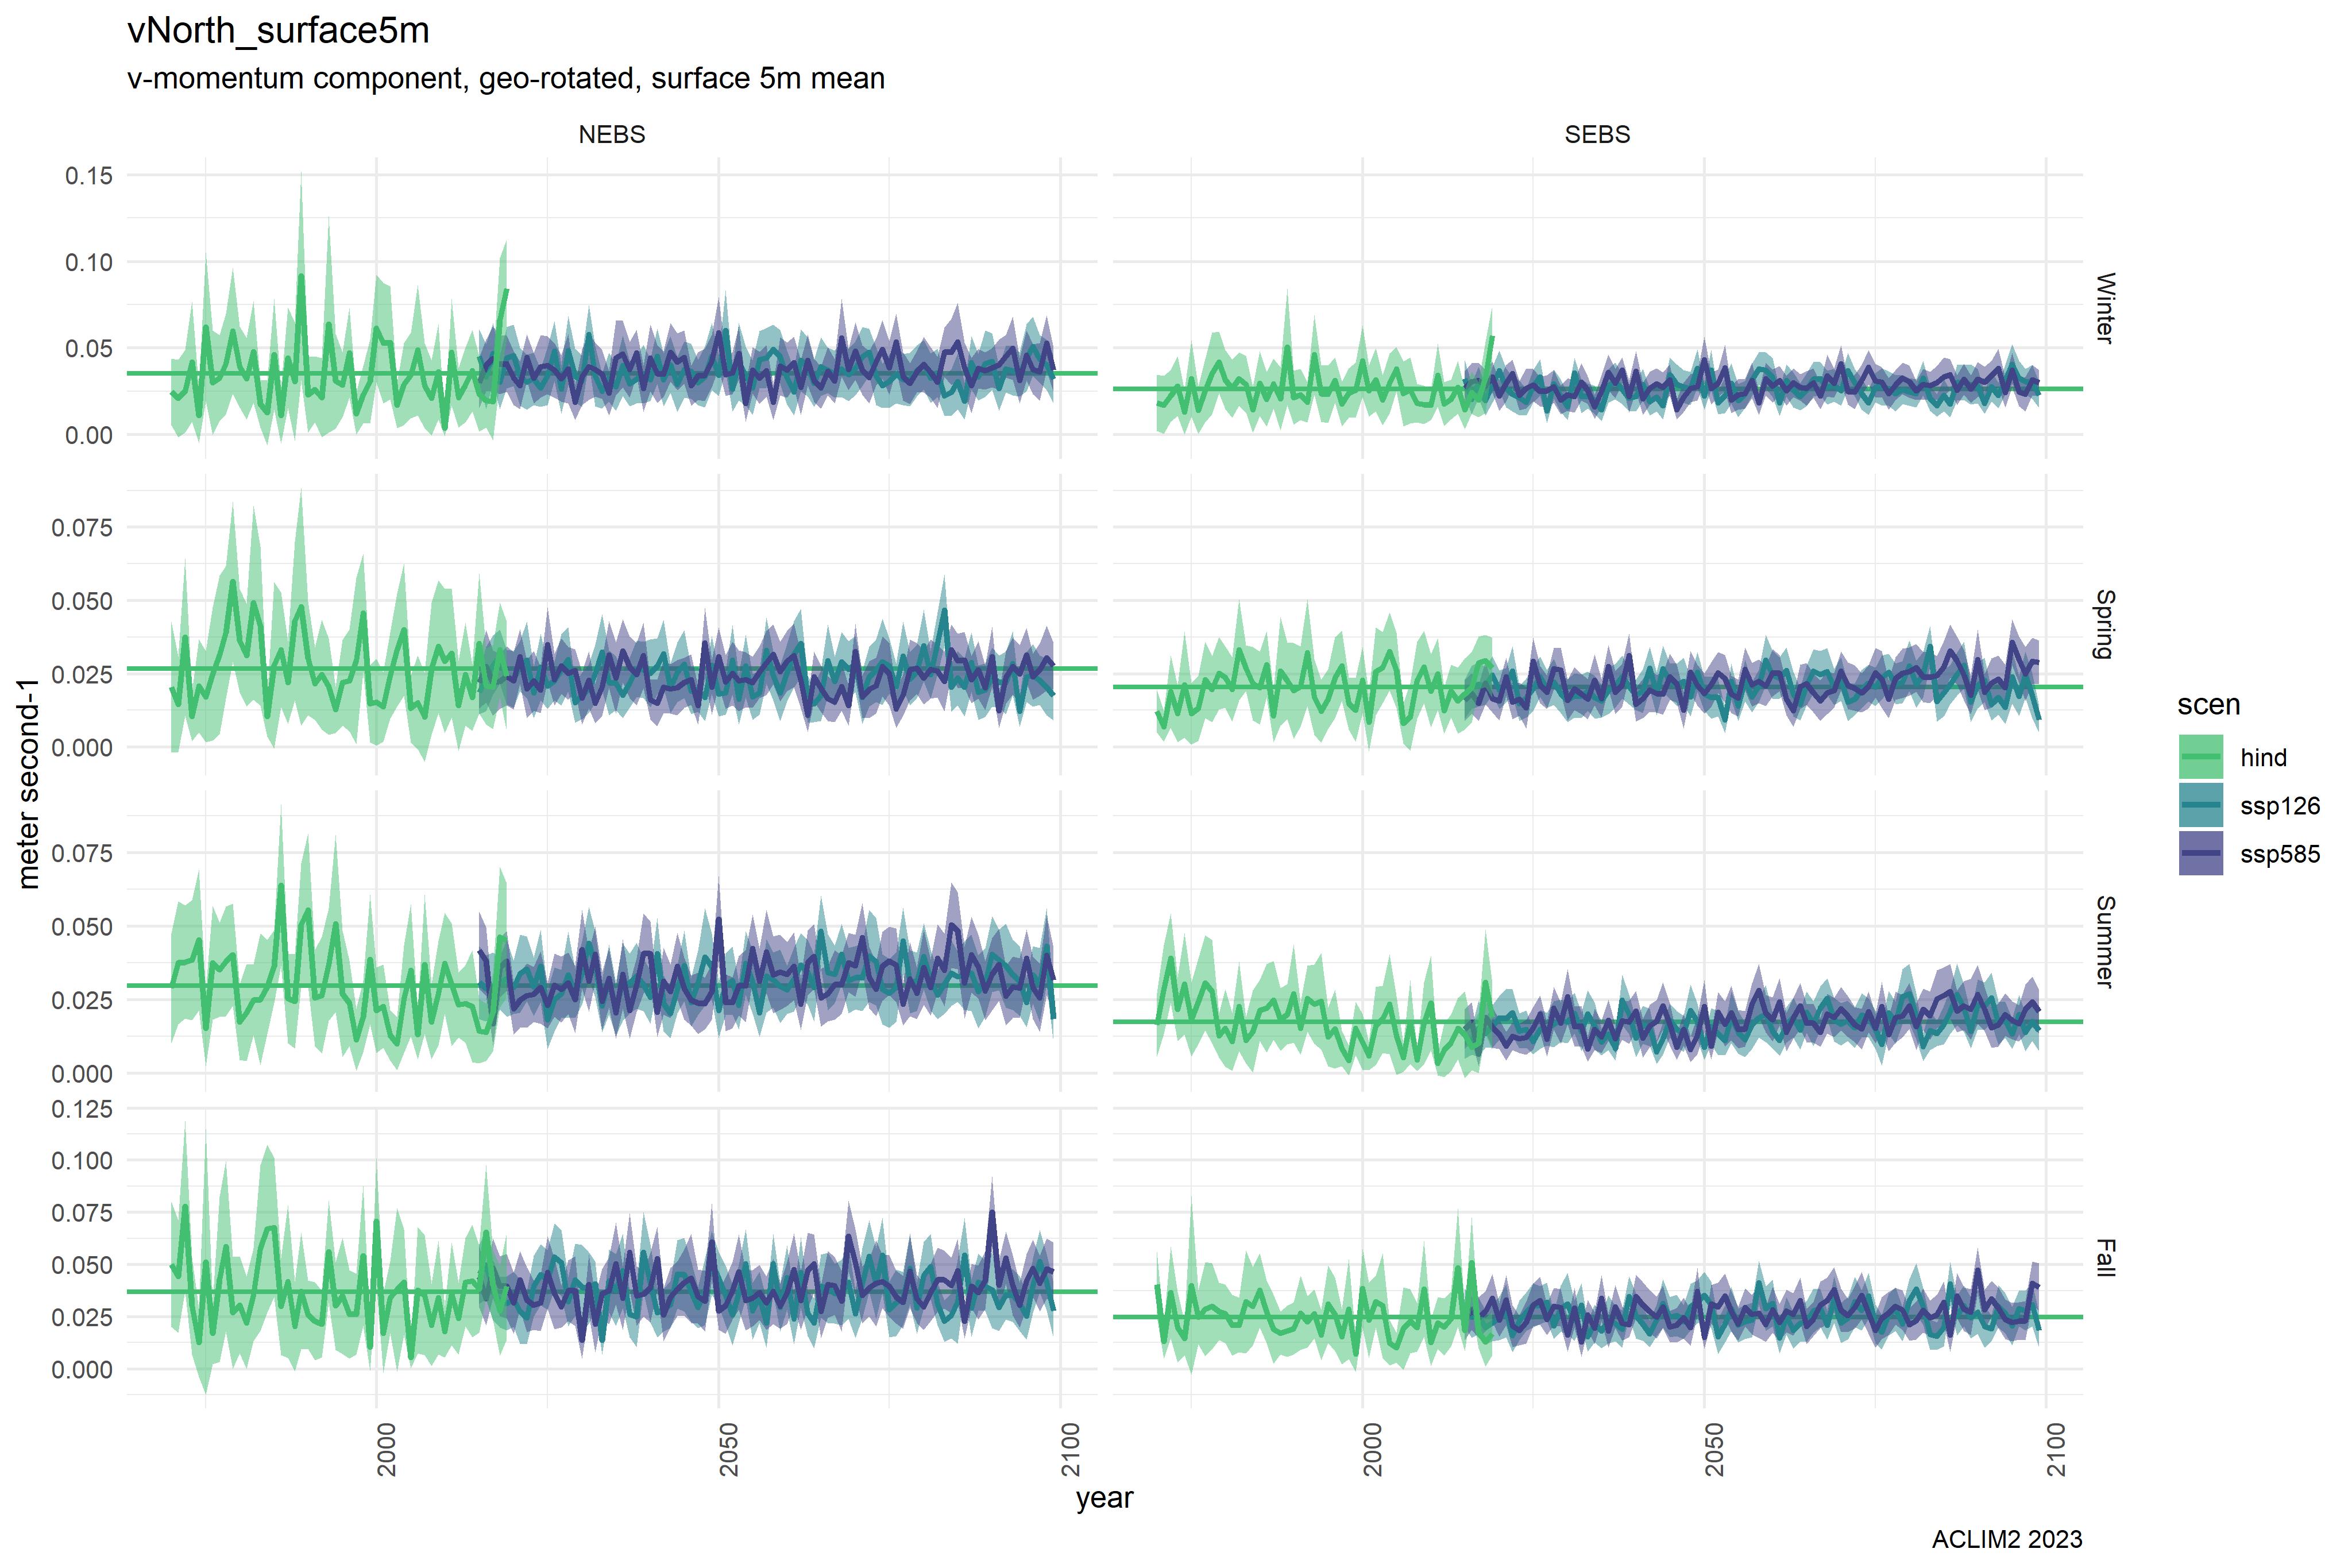 vNorth_surface5m
v-momentum component, geo-rotated, surface 5m mean
NEBS
SEBS
0.15
0.10
0.05
0.00
Winter
0.075
0.050
0.025
0.000
Spring
0.075
0.050
0.025
0.000
Summer
0.125
0.100
0.075
0.050
0.025
0.000
Fall
meter second-1
2000
2050
2100
2000
2050
2100
year
scen
hind
ssp126
ssp585
ACLIM2 2023